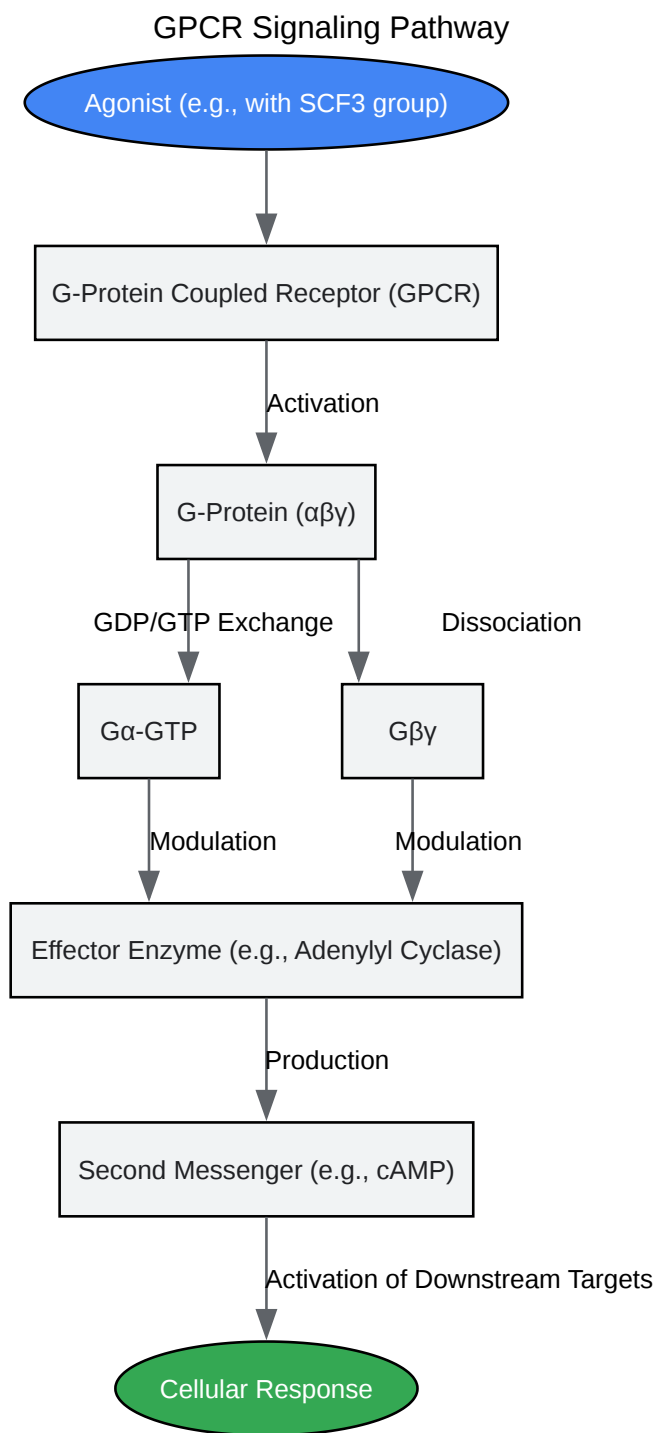 GPCR Signaling Pathway
Agonist (e.g., with SCF3 group)
G-Protein Coupled Receptor (GPCR)
Activation
G-Protein (αβγ)
GDP/GTP Exchange
Dissociation
Gα-GTP
Gβγ
Modulation
Modulation
Effector Enzyme (e.g., Adenylyl Cyclase)
Production
Second Messenger (e.g., cAMP)
Activation of Downstream Targets
Cellular Response